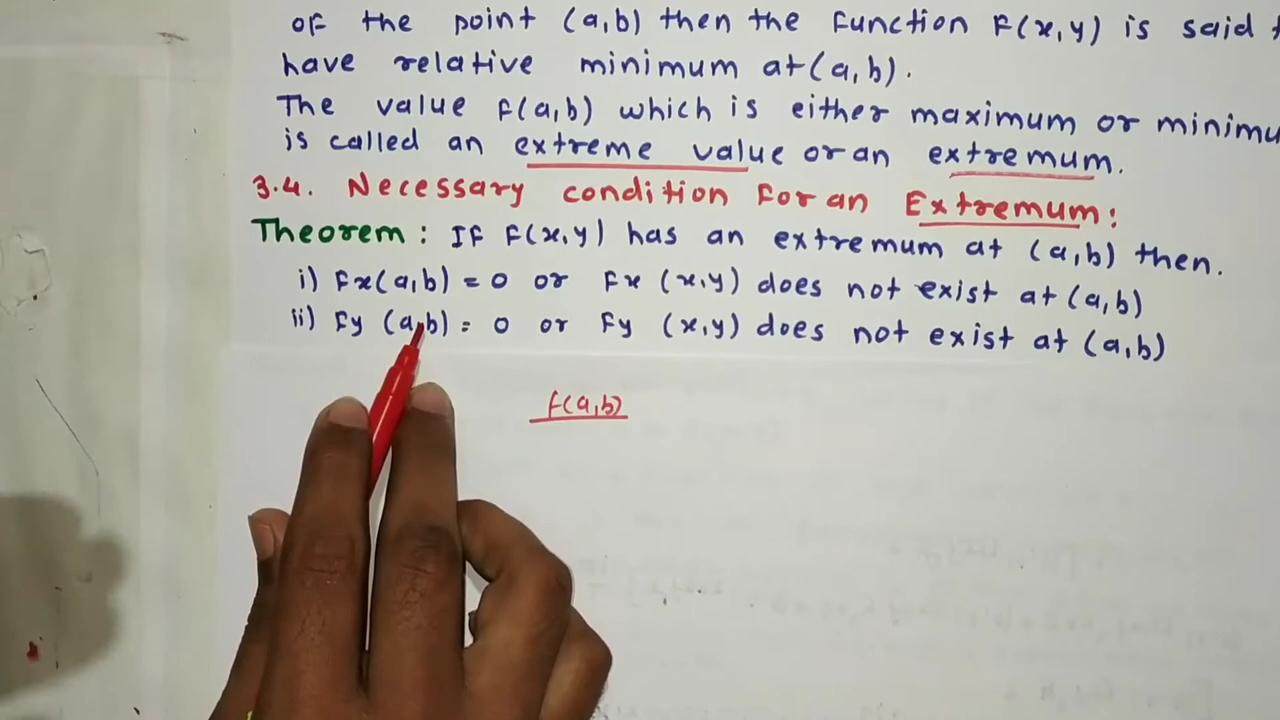 of the point (a,b) then the function f(x,y) is said
have relative minimum at (a,b).
The value f(a,b) which is either maximum or minimu
is called an extreme value or an extremum.
3.4. Necessary condition for an Extremum:
Theorem: If f(x,y) has an extremum at (a,b) then.
i) fx(a,b) = 0 or fx (x,y) does not exist at (a,b)
ii) fy (a,b) = 0 or fy (x,y) does not exist at (a,b)
f(a,b)